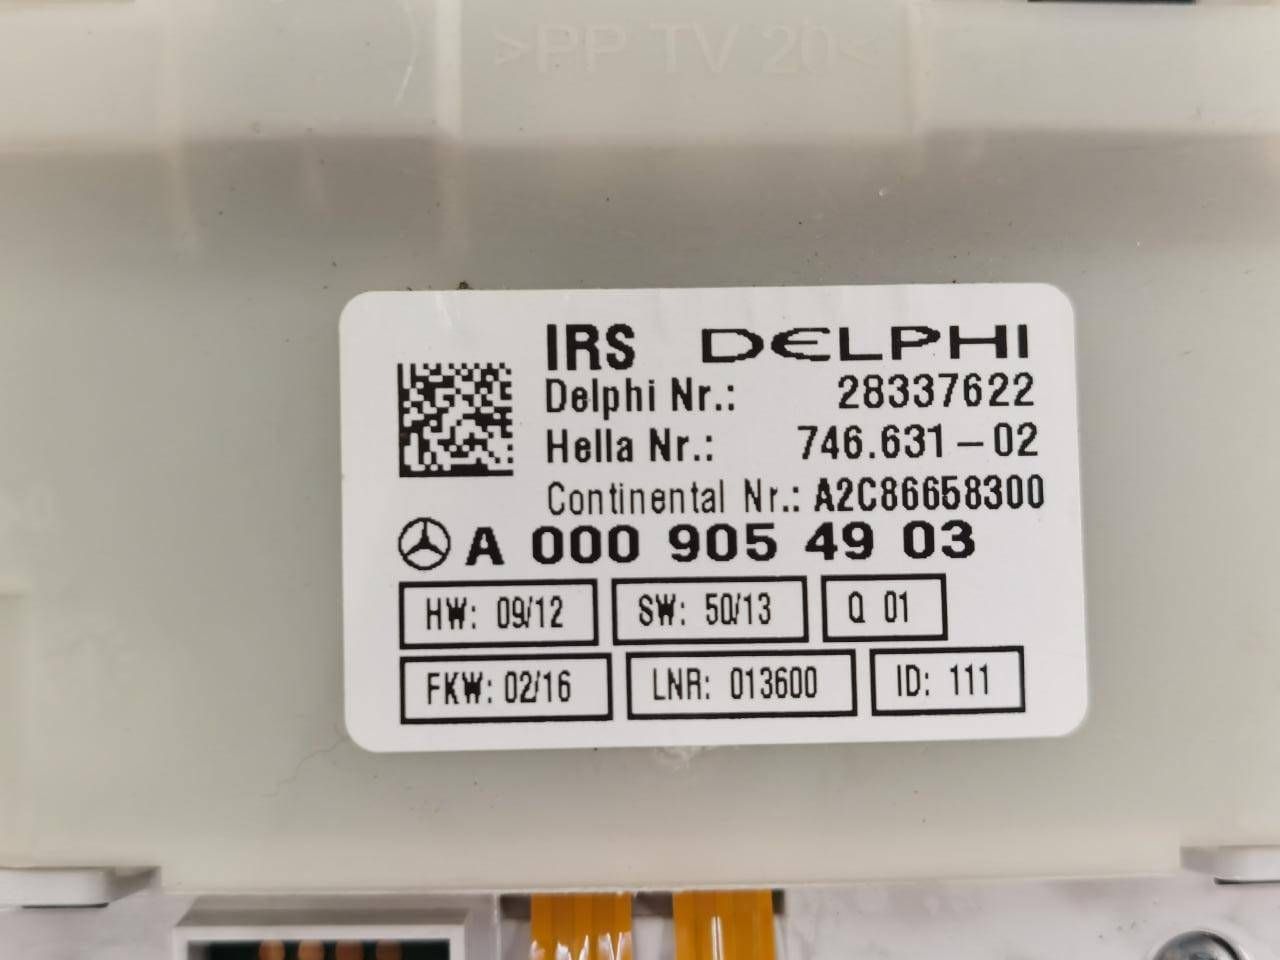 >PP TV 20<
IRS DELPHI
Delphi Nr.: 28337622
Hella Nr.: 746.631-02
Continental Nr.: A2C86658300
A 000 905 49 03
HW: 09/12 SW: 50/13 Q 01
FKW: 02/16 LNR: 013600 ID: 111